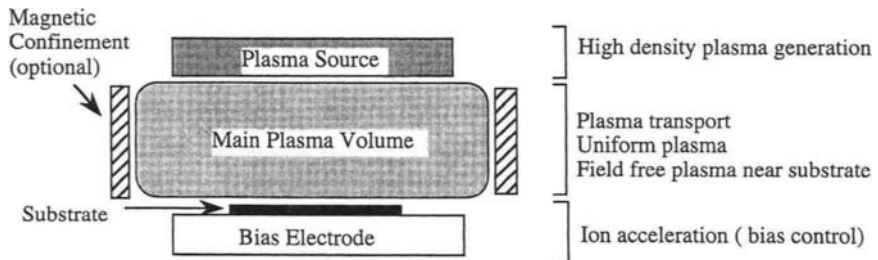 Magnetic
Confinement
(optional)
Plasma Source
High density plasma generation
Main Plasma Volume
Plasma transport
Uniform plasma
Field free plasma near substrate
Substrate
Bias Electrode
Ion acceleration ( bias control)